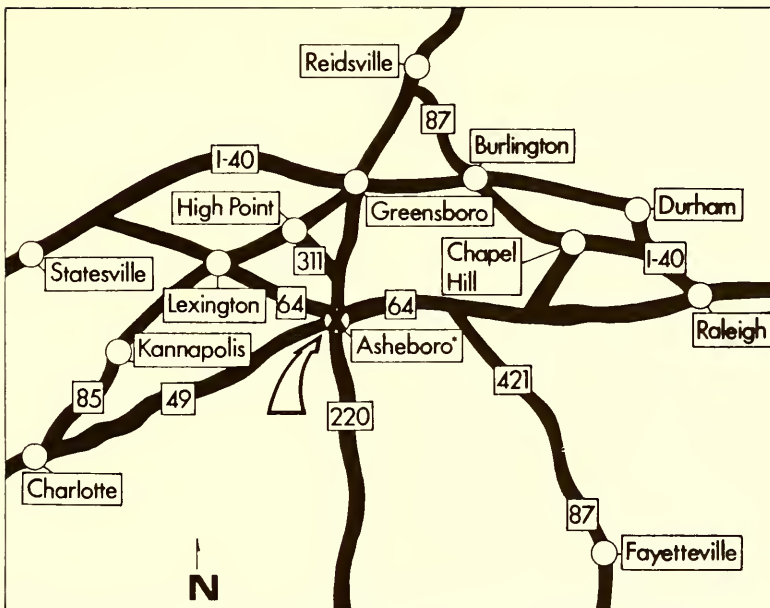 Reidsville
87
Burlington
I-40
High Point
Greensboro
Durham
Chapel
Hill
I-40
311
Statesville
Lexington
64
64
Raleigh
Asheboro*
Kannapolis
421
85
49
220
Charlotte
87
Fayetteville
N